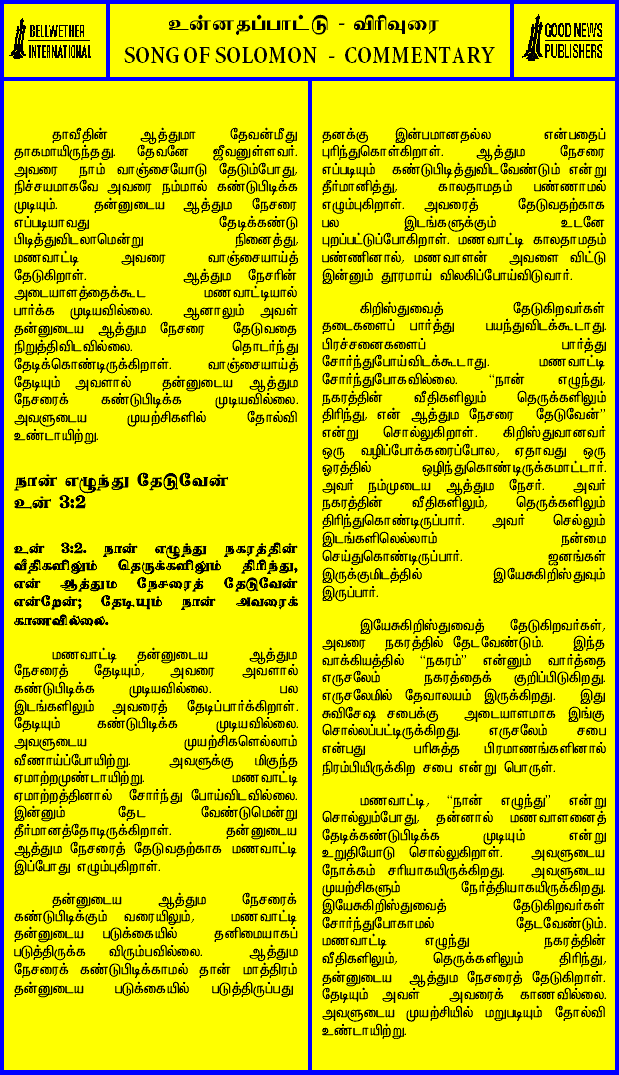 BELLWETHER
INTERNATIONAL
உன்னதப்பாட்டு - விரிவுரை
SONG OF SOLOMON - COMMENTARY
GOOD NEWS
PUBLISHERS
தாவீதின் ஆத்துமா தேவன்மீது
தாகமாயிருந்தது. தேவனே ஜீவனுள்ளவர்.
அவரை நாம் வாஞ்சையோடு தேடும்போது,
நிச்சயமாகவே அவரை நம்மால் கண்டுபிடிக்க
முடியும். தன்னுடைய ஆத்தும நேசரை
எப்படியாவது தேடிக்கண்டு
பிடித்துவிடலாமென்று நினைத்து,
மணவாட்டி அவரை வாஞ்சையாய்த்
தேடுகிறாள். ஆத்தும நேசரின்
அடையாளத்தைக்கூட மணவாட்டியால்
பார்க்க முடியவில்லை. ஆனாலும் அவள்
தன்னுடைய ஆத்தும நேசரை தேடுவதை
நிறுத்திவிடவில்லை. தொடர்ந்து
தேடிக்கொண்டிருக்கிறாள். வாஞ்சையாய்த்
தேடியும் அவளால் தன்னுடைய ஆத்தும
நேசரைக் கண்டுபிடிக்க முடியவில்லை.
அவளுடைய முயற்சிகளில் தோல்வி
உண்டாயிற்று.
நான் எழுந்து தேடுவேன்
உன் 3:2
உன் 3:2. நான் எழுந்து நகரத்தின்
வீதிகளிலும் தெருக்களிலும் திரிந்து,
என் ஆத்தும நேசரைத் தேடுவேன்
என்றேன்; தேடியும் நான் அவரைக்
காணவில்லை.
மணவாட்டி தன்னுடைய ஆத்தும
நேசரைத் தேடியும், அவரை அவளால்
கண்டுபிடிக்க முடியவில்லை. பல
இடங்களிலும் அவரைத் தேடிப்பார்க்கிறாள்.
தேடியும் கண்டுபிடிக்க முடியவில்லை.
அவளுடைய முயற்சிகளெல்லாம்
வீணாய்ப்போயிற்று. அவளுக்கு மிகுந்த
ஏமாற்றமுண்டாயிற்று. மணவாட்டி
ஏமாற்றத்தினால் சோர்ந்து போய்விடவில்லை.
இன்னும் தேட வேண்டுமென்று
தீர்மானத்தோடிருக்கிறாள். தன்னுடைய
ஆத்தும நேசரைத் தேடுவதற்காக மணவாட்டி
இப்போது எழும்புகிறாள்.
தன்னுடைய ஆத்தும நேசரைக்
கண்டுபிடிக்கும் வரையிலும், மணவாட்டி
தன்னுடைய படுக்கையில் தனிமையாகப்
படுத்திருக்க விரும்பவில்லை. ஆத்தும
நேசரைக் கண்டுபிடிக்காமல் தான் மாத்திரம்
தன்னுடைய படுக்கையில் படுத்திருப்பது
தனக்கு இன்பமானதல்ல என்பதைப்
புரிந்துகொள்கிறாள். ஆத்தும நேசரை
எப்படியும் கண்டுபிடித்துவிடவேண்டும் என்று
தீர்மானித்து, காலதாமதம் பண்ணாமல்
எழும்புகிறாள். அவரைத் தேடுவதற்காக
பல இடங்களுக்கும் உடனே
புறப்பட்டுப்போகிறாள். மணவாட்டி காலதாமதம்
பண்ணினால், மணவாளன் அவளை விட்டு
இன்னும் தூரமாய் விலகிப்போய்விடுவார்.
கிறிஸ்துவைத் தேடுகிறவர்கள்
தடைகளைப் பார்த்து பயந்துவிடக்கூடாது.
பிரச்சனைகளைப் பார்த்து
சோர்ந்துபோய்விடக்கூடாது. மணவாட்டி
சோர்ந்துபோகவில்லை. “நான் எழுந்து,
நகரத்தின் வீதிகளிலும் தெருக்களிலும்
திரிந்து, என் ஆத்தும நேசரை தேடுவேன்”
என்று சொல்லுகிறாள். கிறிஸ்துவானவர்
ஒரு வழிப்போக்கரைப்போல, ஏதாவது ஒரு
ஓரத்தில் ஒழிந்துகொண்டிருக்கமாட்டார்.
அவர் நம்முடைய ஆத்தும நேசர். அவர்
நகரத்தின் வீதிகளிலும், தெருக்களிலும்
திரிந்துகொண்டிருப்பார். அவர் செல்லும்
இடங்களிலெல்லாம் நன்மை
செய்துகொண்டிருப்பார். ஜனங்கள்
இருக்குமிடத்தில் இயேசுகிறிஸ்துவும்
இருப்பார்.
இயேசுகிறிஸ்துவைத் தேடுகிறவர்கள்,
அவரை நகரத்தில் தேடவேண்டும். இந்த
வாக்கியத்தில் “நகரம்” என்னும் வார்த்தை
எருசலேம் நகரத்தைக் குறிப்பிடுகிறது.
எருசலேமில் தேவாலயம் இருக்கிறது. இது
சுவிசேஷ சபைக்கு அடையாளமாக இங்கு
சொல்லப்பட்டிருக்கிறது. எருசலேம் சபை
என்பது பரிசுத்த பிரமாணங்களினால்
நிரம்பியிருக்கிற சபை என்று பொருள்.
மணவாட்டி, “நான் எழுந்து” என்று
சொல்லும்போது, தன்னால் மணவாளனைத்
தேடிக்கண்டுபிடிக்க முடியும் என்று
உறுதியோடு சொல்லுகிறாள். அவளுடைய
நோக்கம் சரியாகயிருக்கிறது. அவளுடைய
முயற்சிகளும் நேர்த்தியாகயிருக்கிறது.
இயேசுகிறிஸ்துவைத் தேடுகிறவர்கள்
சோர்ந்துபோகாமல் தேடவேண்டும்.
மணவாட்டி எழுந்து நகரத்தின்
வீதிகளிலும், தெருக்களிலும் திரிந்து,
தன்னுடைய ஆத்தும நேசரைத் தேடுகிறாள்.
தேடியும் அவள் அவரைக் காணவில்லை.
அவளுடைய முயற்சியில் மறுபடியும் தோல்வி
உண்டாயிற்று.